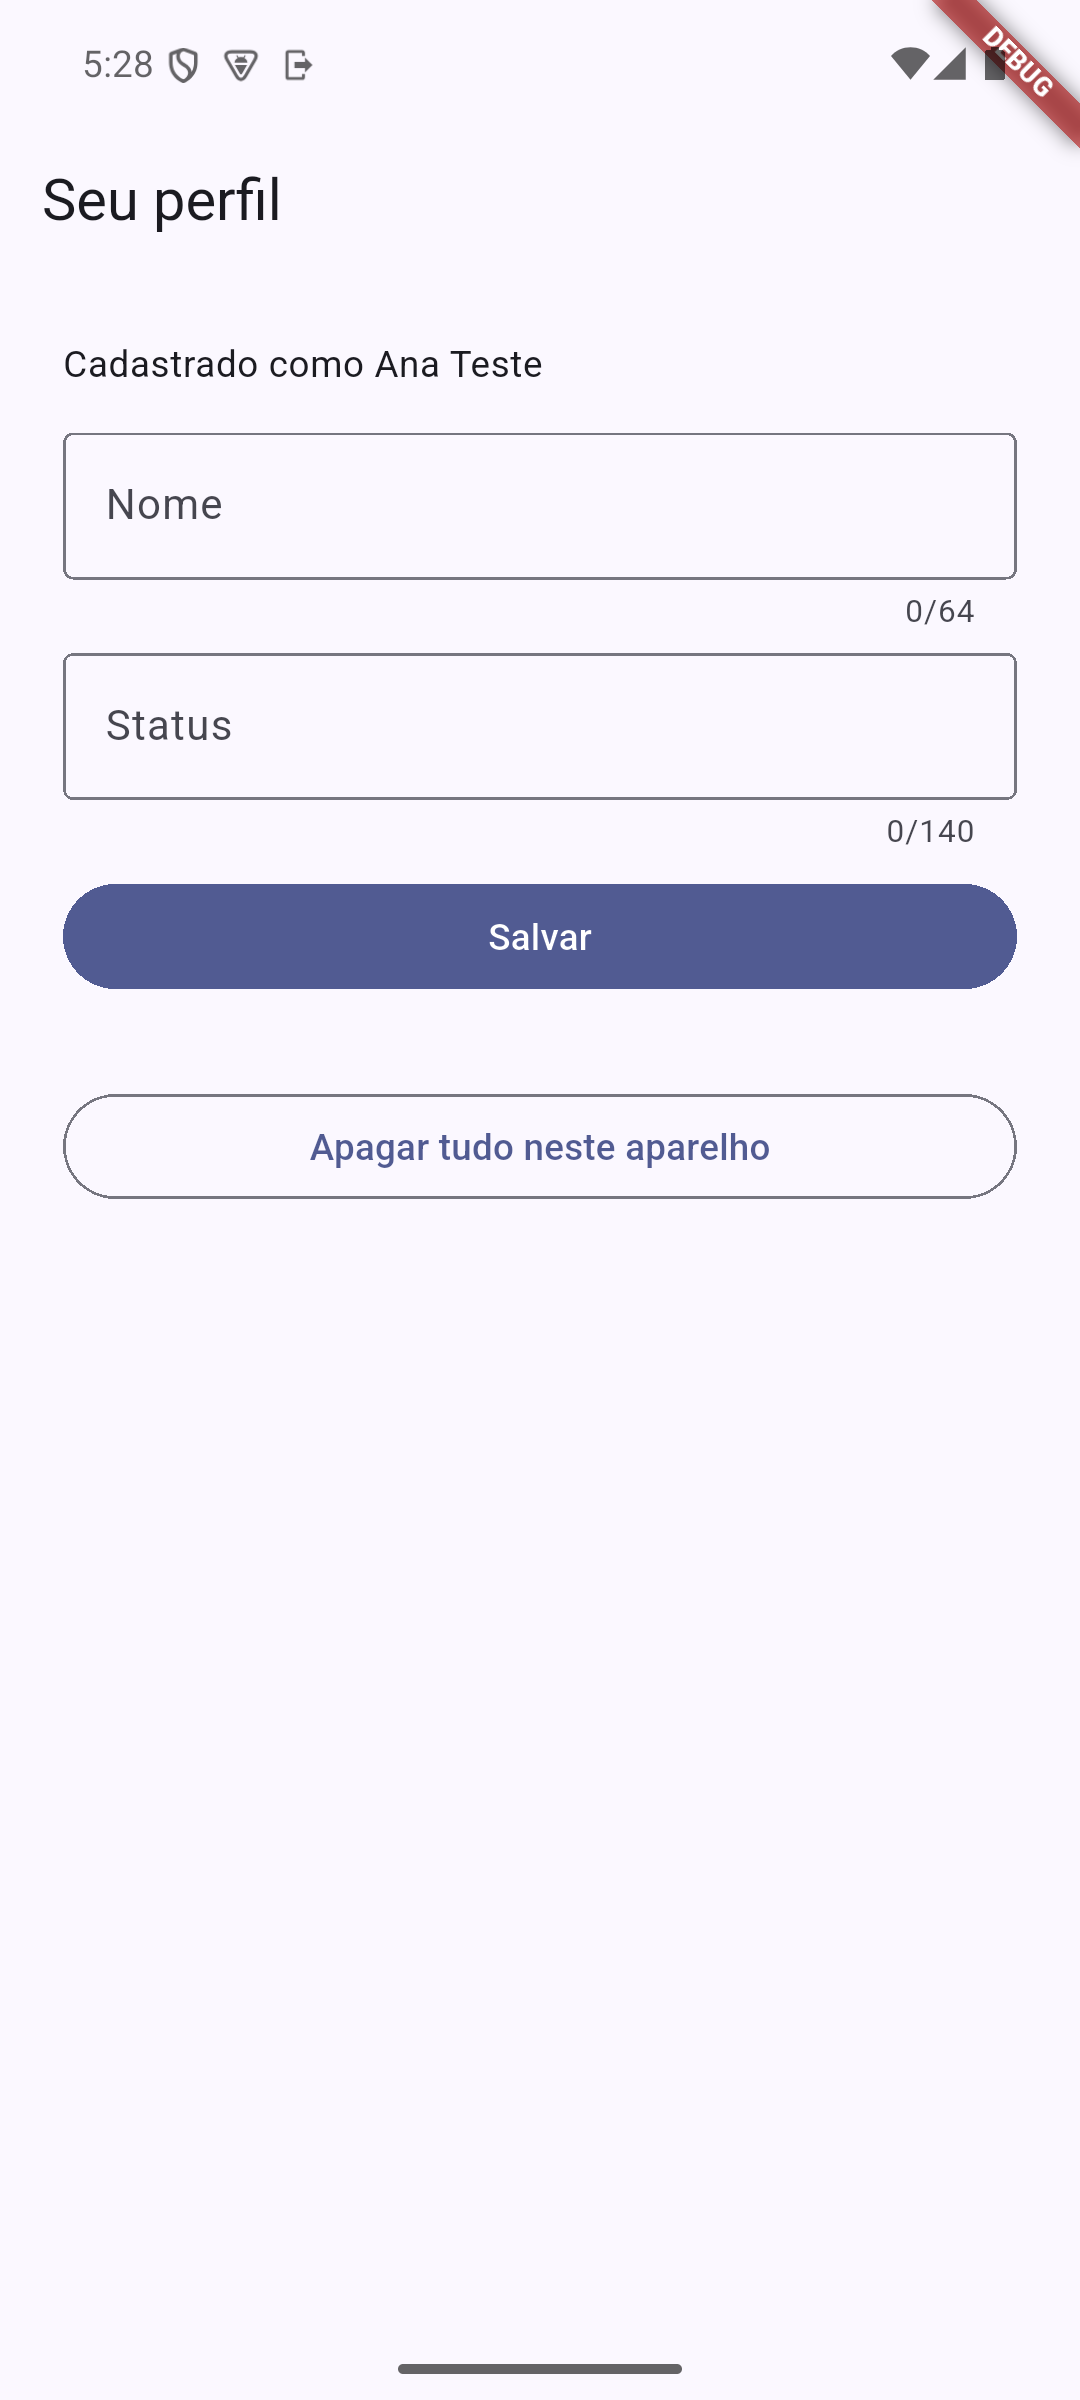 5:28
DEBUG
Seu perfil
Cadastrado como Ana Teste
Nome
0/64
Status
0/140
Salvar
Apagar tudo neste aparelho